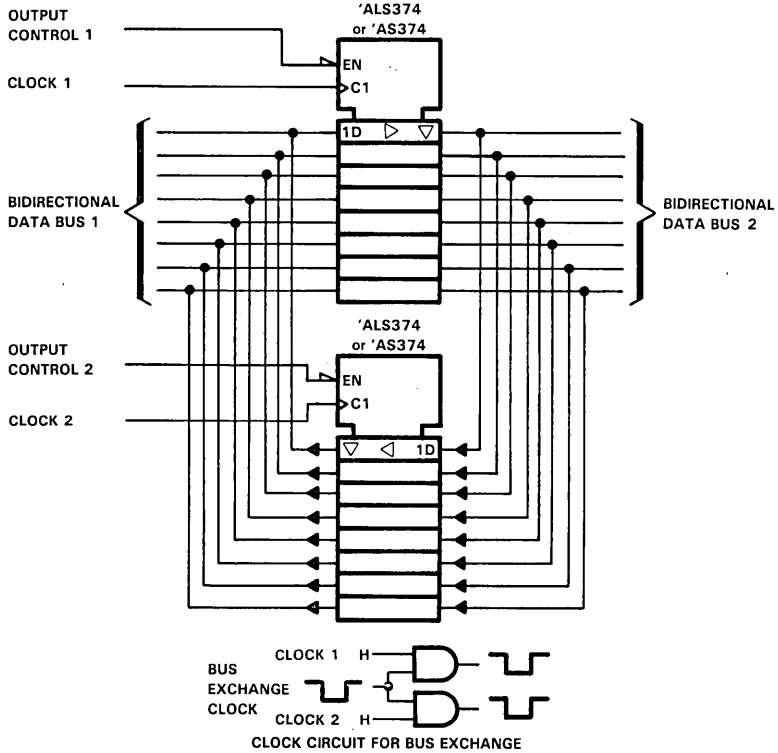 OUTPUT
CONTROL 1
'ALS374
or 'AS374
EN
CLOCK 1
C1
1D
BIDIRECTIONAL
DATA BUS 1
BIDIRECTIONAL
DATA BUS 2
'ALS374
or 'AS374
OUTPUT
CONTROL 2
EN
C1
CLOCK 2
1D
CLOCK 1 H
BUS
EXCHANGE
CLOCK
CLOCK 2 H
CLOCK CIRCUIT FOR BUS EXCHANGE